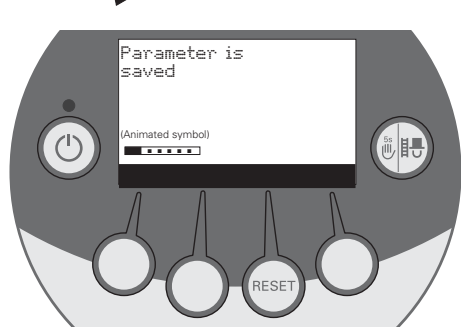 Parameter is
saved
(Animated symbol)
5s
RESET